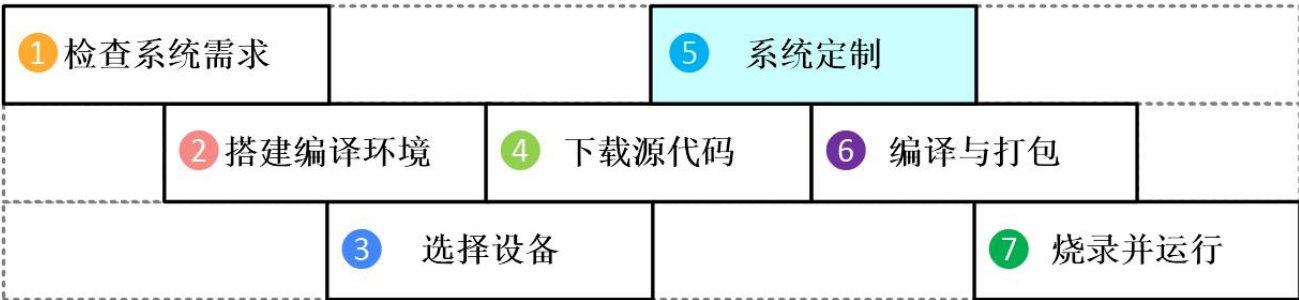 1 检查系统需求
5 系统定制
2 搭建编译环境
4 下载源代码
6 编译与打包
3 选择设备
7 烧录并运行